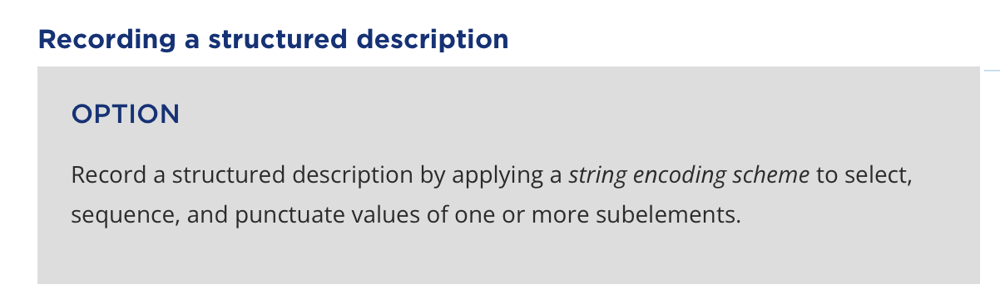 Recording a structured description
OPTION
Record a structured description by applying a string encoding scheme to select,
sequence, and punctuate values of one or more subelements.